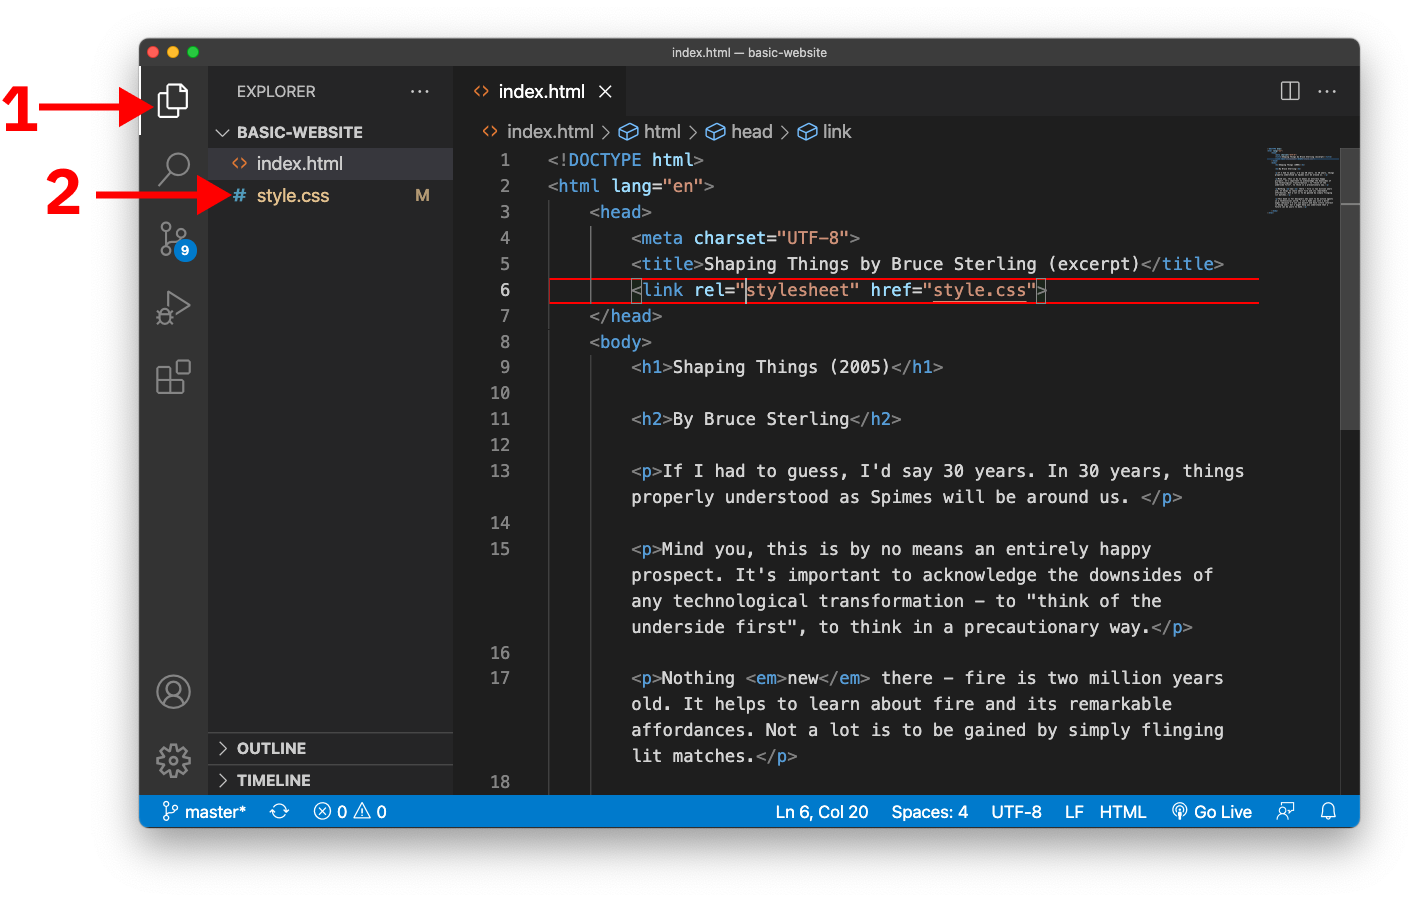 index.html — basic-website
1
EXPLORER ···
index.html
BASIC-WEBSITE
index.html > html > head > link
index.html
2
# style.css M
9
1 <!DOCTYPE html>
2 <html lang="en">
3 <head>
4 <meta charset="UTF-8">
5 <title>Shaping Things by Bruce Sterling (excerpt)</title>
6 <link rel="stylesheet" href="style.css">
7 </head>
8 <body>
9 <h1>Shaping Things (2005)</h1>
10
11 <h2>By Bruce Sterling</h2>
12
13 <p>If I had to guess, I'd say 30 years. In 30 years, things
properly understood as Spimes will be around us. </p>
14
15 <p>Mind you, this is by no means an entirely happy
prospect. It's important to acknowledge the downsides of
any technological transformation – to "think of the
underside first", to think in a precautionary way.</p>
16
17 <p>Nothing <em>new</em> there – fire is two million years
old. It helps to learn about fire and its remarkable
affordances. Not a lot is to be gained by simply flinging
lit matches.</p>
18
OUTLINE
TIMELINE
master* 0 0 Ln 6, Col 20 Spaces: 4 UTF-8 LF HTML Go Live